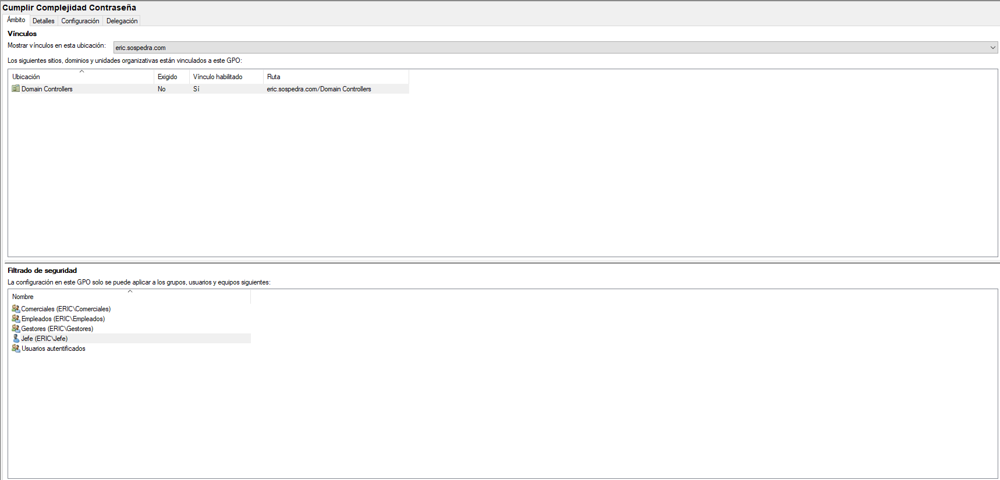 Cumplir Complejidad Contraseña
Ámbito Detalles Configuración Delegación
Vínculos
Mostrar vínculos en esta ubicación: eric.sospedra.com
Los siguientes sitios, dominios y unidades organizativas están vinculados a este GPO:
Ubicación Exigido Vínculo habilitado Ruta
Domain Controllers No Sí eric.sospedra.com/Domain Controllers
Filtrado de seguridad
La configuración en este GPO solo se puede aplicar a los grupos, usuarios y equipos siguientes:
Nombre
Comerciales (ERIC\Comerciales)
Empleados (ERIC\Empleados)
Gestores (ERIC\Gestores)
Jefe (ERIC\Jefe)
Usuarios autentificados